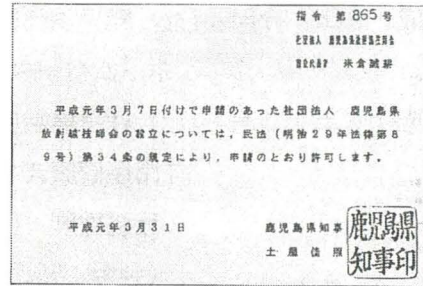 指令 第865号
社団法人 鹿児島県放射線技師会
設立代表者 米倉誠耕
平成元年3月7日付けで申請のあった社団法人 鹿児島県
放射線技師会の設立については、民法(明治29年法律第8
9号)第34条の規定により、申請のとおり許可します。
平成元年3月31日
鹿児島県知事
土屋佳照
鹿児島県
知事印